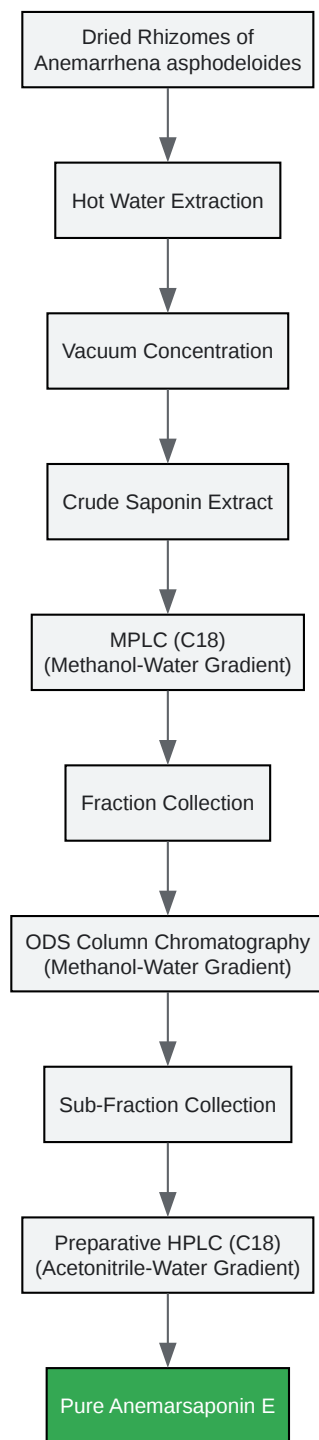 Dried Rhizomes of
Anemarrhena asphodeloides
Hot Water Extraction
Vacuum Concentration
Crude Saponin Extract
MPLC (C18)
(Methanol-Water Gradient)
Fraction Collection
ODS Column Chromatography
(Methanol-Water Gradient)
Sub-Fraction Collection
Preparative HPLC (C18)
(Acetonitrile-Water Gradient)
Pure Anemarsaponin E